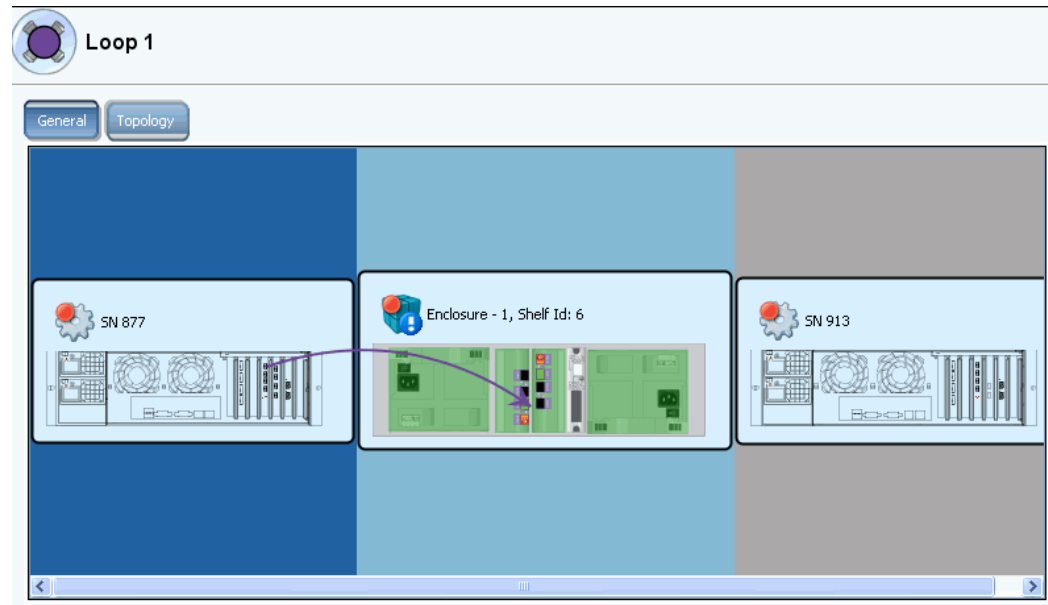 Loop 1
General
Topology
SN 877
Enclosure - 1, Shelf Id: 6
SN 913